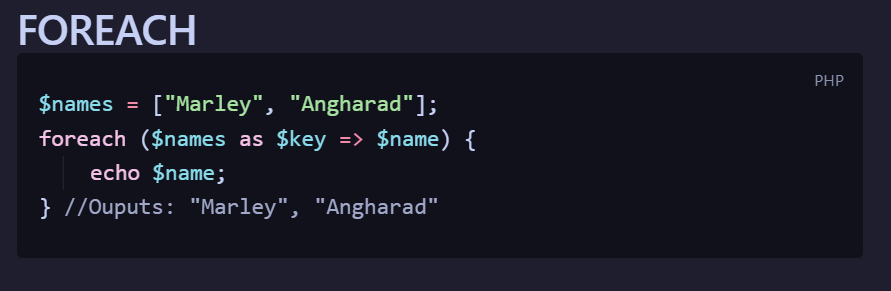 FOREACH
PHP
$names = ["Marley", "Angharad"];
foreach ($names as $key => $name) {
    echo $name;
} //Ouputs: "Marley", "Angharad"